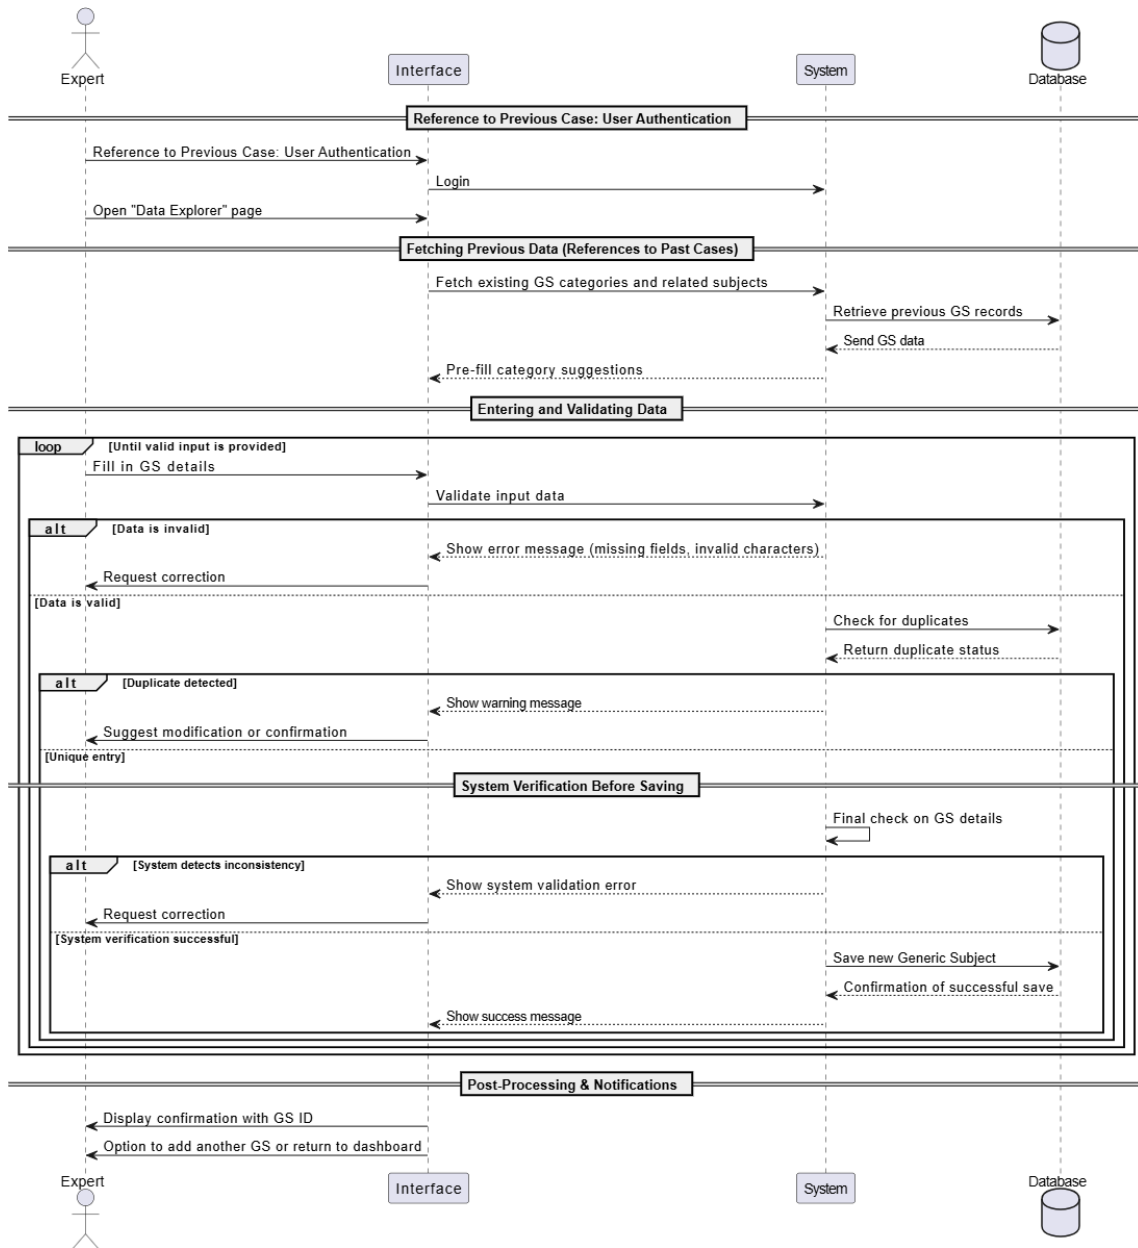 Expert
Interface
System
Database
Reference to Previous Case: User Authentication
Reference to Previous Case: User Authentication
Login
Open "Data Explorer" page
Fetching Previous Data (References to Past Cases)
Fetch existing GS categories and related subjects
Retrieve previous GS records
Send GS data
Pre-fill category suggestions
Entering and Validating Data
loop [Until valid input is provided]
Fill in GS details
Validate input data
alt [Data is invalid]
Show error message (missing fields, invalid characters)
Request correction
[Data is valid]
Check for duplicates
Return duplicate status
alt [Duplicate detected]
Show warning message
Suggest modification or confirmation
[Unique entry]
System Verification Before Saving
Final check on GS details
alt [System detects inconsistency]
Show system validation error
Request correction
[System verification successful]
Save new Generic Subject
Confirmation of successful save
Show success message
Post-Processing & Notifications
Display confirmation with GS ID
Option to add another GS or return to dashboard
Expert
Interface
System
Database